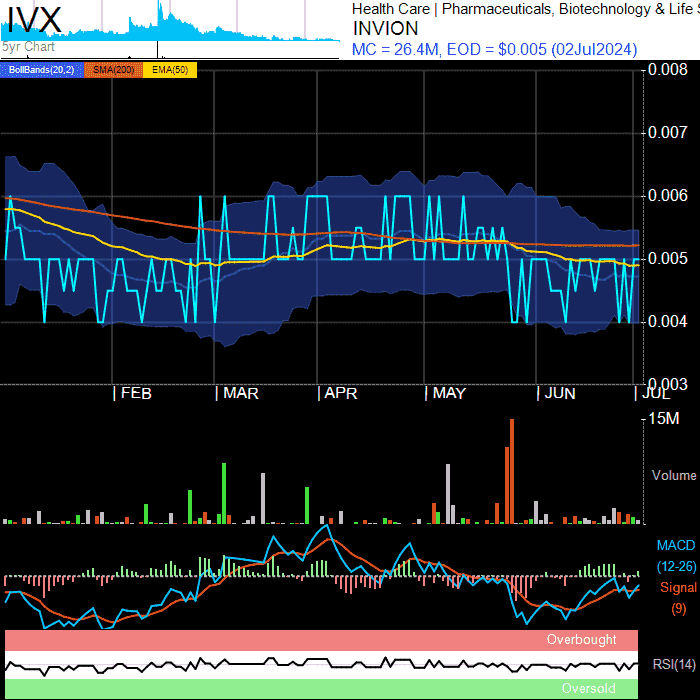 IVX
Health Care | Pharmaceuticals, Biotechnology & Life S
INVION
5yr Chart
MC = 26.4M, EOD = $0.005 (02Jul2024)
BollBands(20,2) SMA(200) EMA(50)
0.008
0.007
0.006
0.005
0.004
0.003
FEB MAR APR MAY JUN JUL
15M
Volume
MACD
(12-26)
Signal
(9)
Overbought
RSI(14)
Oversold